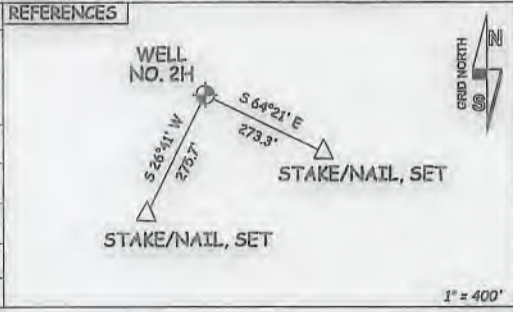 REFERENCES
WELL
NO. 2H
GRID NORTH
N
S
S 64°21' E
273.3'
S 26°41' W
275.7'
STAKE/NAIL, SET
STAKE/NAIL, SET
1" = 400'